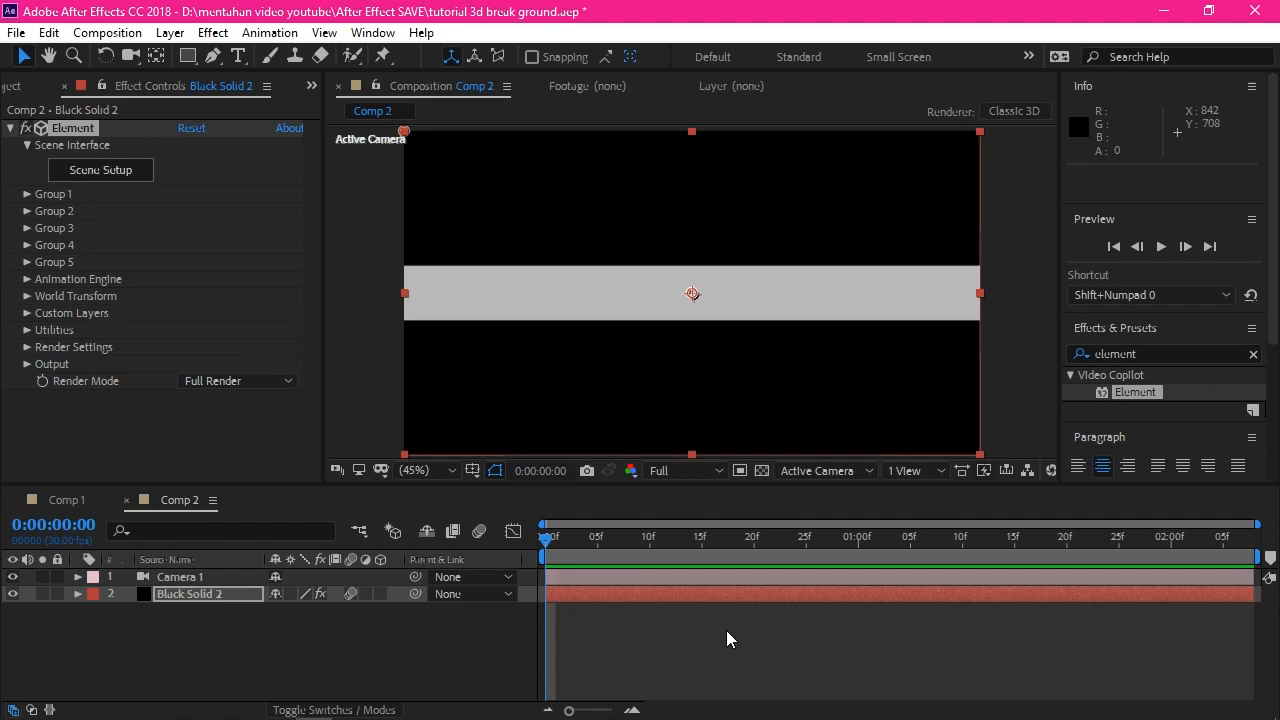 Adobe After Effects CC 2018 - D:\mentahan video youtube\After Effect SAVE\tutorial 3d break ground.aep *
File Edit Composition Layer Effect Animation View Window Help
Snapping Default Standard Small Screen Search Help
ject Effect Controls Black Solid 2
Comp 2 • Black Solid 2
fx Element Reset About
Scene Interface
Scene Setup
Group 1
Group 2
Group 3
Group 4
Group 5
Animation Engine
World Transform
Custom Layers
Utilities
Render Settings
Output
Render Mode Full Render
Composition Comp 2 Footage (none) Layer (none)
Comp 2 Renderer: Classic 3D
Active Camera
(45%) 0:00:00:00 Full Active Camera 1 View
Info
R: X: 842
G: Y: 708
B:
A: 0
Preview
Shortcut
Shift+Numpad 0
Effects & Presets
element
Video Copilot
32 Element
Paragraph
Comp 1 Comp 2
0:00:00:00
00000 (30.00 fps)
# Source Name fx Parent & Link
1 Camera 1 None
2 Black Solid 2 fx None
:00f 05f 10f 15f 20f 25f 01:00f 05f 10f 15f 20f 25f 02:00f 05f
Toggle Switches / Modes